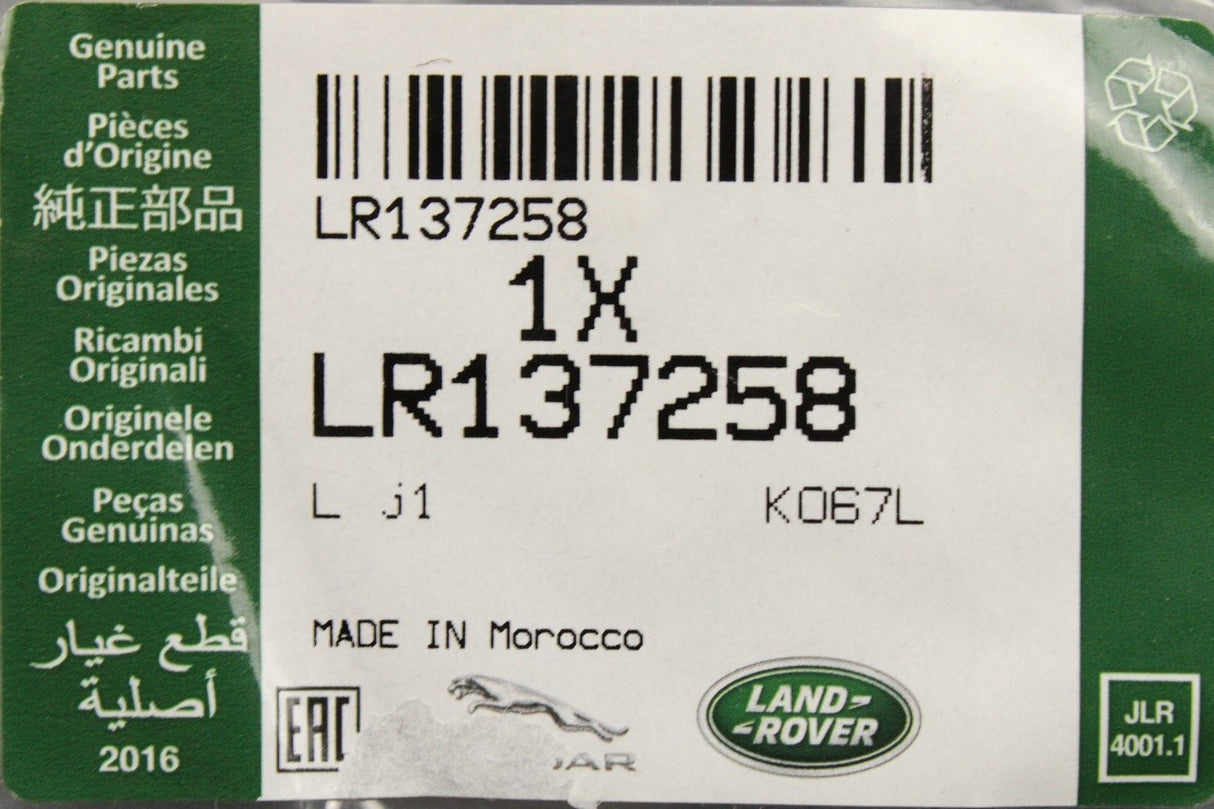 Genuine
Parts
Pièces
d'Origine
純正部品
Piezas
Originales
Ricambi
Originali
Originele
Onderdelen
Peças
Genuinas
Originalteile
قطع غيار
أصلية
2016
LR137258
1X
LR137258
L j1 K067L
MADE IN Morocco
EAC
LAND-
-ROVER
JLR
4001.1